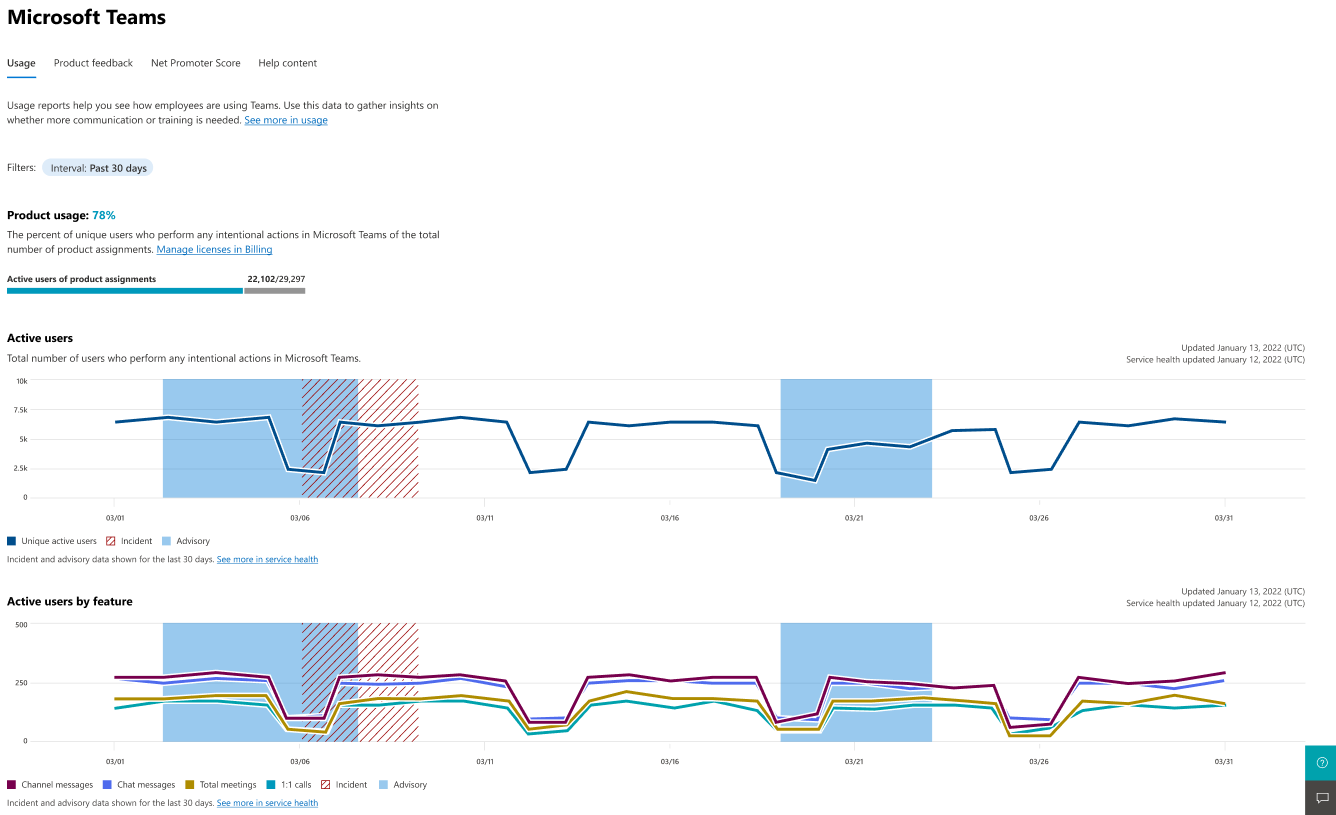 Microsoft Teams
Usage
Product feedback
Net Promoter Score
Help content
Usage reports help you see how employees are using Teams. Use this data to gather insights on
whether more communication or training is needed. See more in usage
Filters:
Interval: Past 30 days
Product usage: 78%
The percent of unique users who perform any intentional actions in Microsoft Teams of the total
number of product assignments. Manage licenses in Billing
Active users of product assignments
22,102/29,297
Active users
Total number of users who perform any intentional actions in Microsoft Teams.
Updated January 13, 2022 (UTC)
Service health updated January 12, 2022 (UTC)
10k
7.5k
5k
2.5k
0
03/01
03/06
03/11
03/16
03/21
03/26
03/31
Unique active users
Incident
Advisory
Incident and advisory data shown for the last 30 days. See more in service health
Active users by feature
Updated January 13, 2022 (UTC)
Service health updated January 12, 2022 (UTC)
500
250
0
03/01
03/06
03/11
03/16
03/21
03/26
03/31
Channel messages
Chat messages
Total meetings
1:1 calls
Incident
Advisory
Incident and advisory data shown for the last 30 days. See more in service health